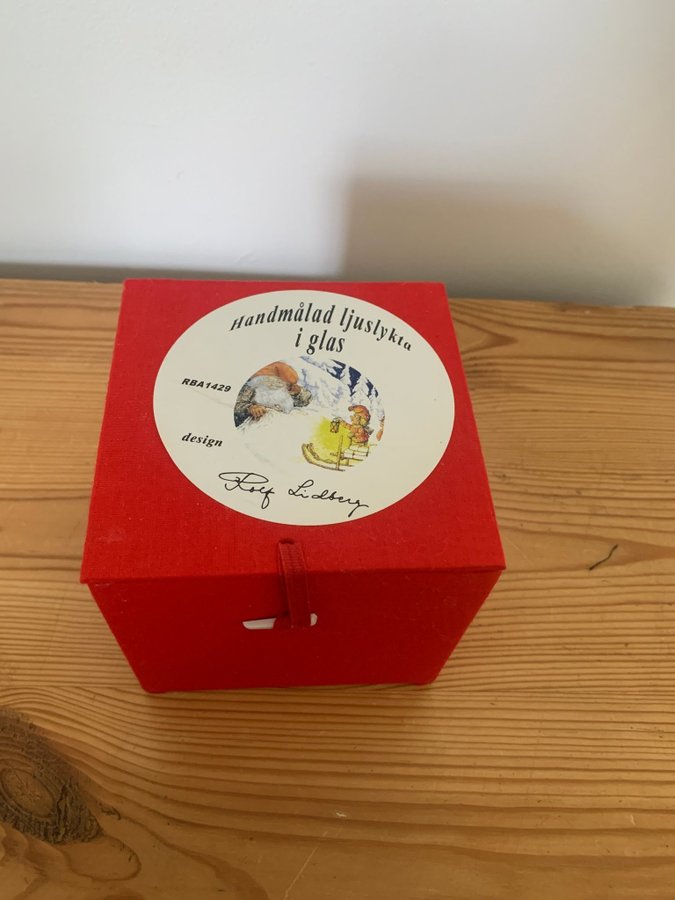 Handmålad ljuslykta
i glas
RBA1429
design
Rolf Lidberg